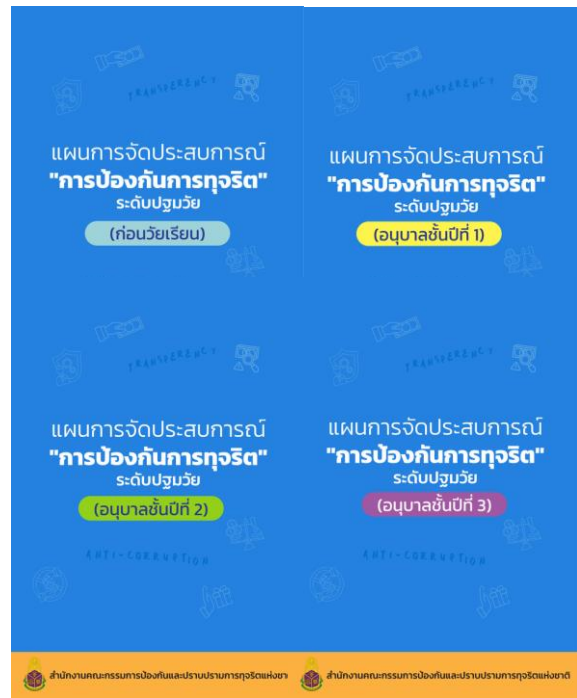 TRANSPERENCY
แผนการจัดประสบการณ์
"การป้องกันการทุจริต"
ระดับปฐมวัย
(ก่อนวัยเรียน)
TRANSPERENCY
แผนการจัดประสบการณ์
"การป้องกันการทุจริต"
ระดับปฐมวัย
(อนุบาลชั้นปีที่ 1)
TRANSPERENCY
แผนการจัดประสบการณ์
"การป้องกันการทุจริต"
ระดับปฐมวัย
(อนุบาลชั้นปีที่ 2)
ANTI-CORRUPTION
สำนักงานคณะกรรมการป้องกันและปราบปรามการทุจริตแห่งชา
TRANSPERENCY
แผนการจัดประสบการณ์
"การป้องกันการทุจริต"
ระดับปฐมวัย
(อนุบาลชั้นปีที่ 3)
ANTI-CORRUPTION
สำนักงานคณะกรรมการป้องกันและปราบปรามการทุจริตแห่งชาติ